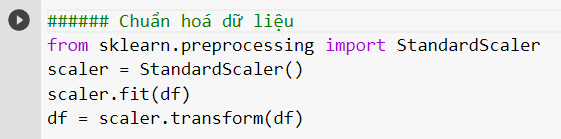 ###### Chuẩn hoá dữ liệu
from sklearn.preprocessing import StandardScaler
scaler = StandardScaler()
scaler.fit(df)
df = scaler.transform(df)